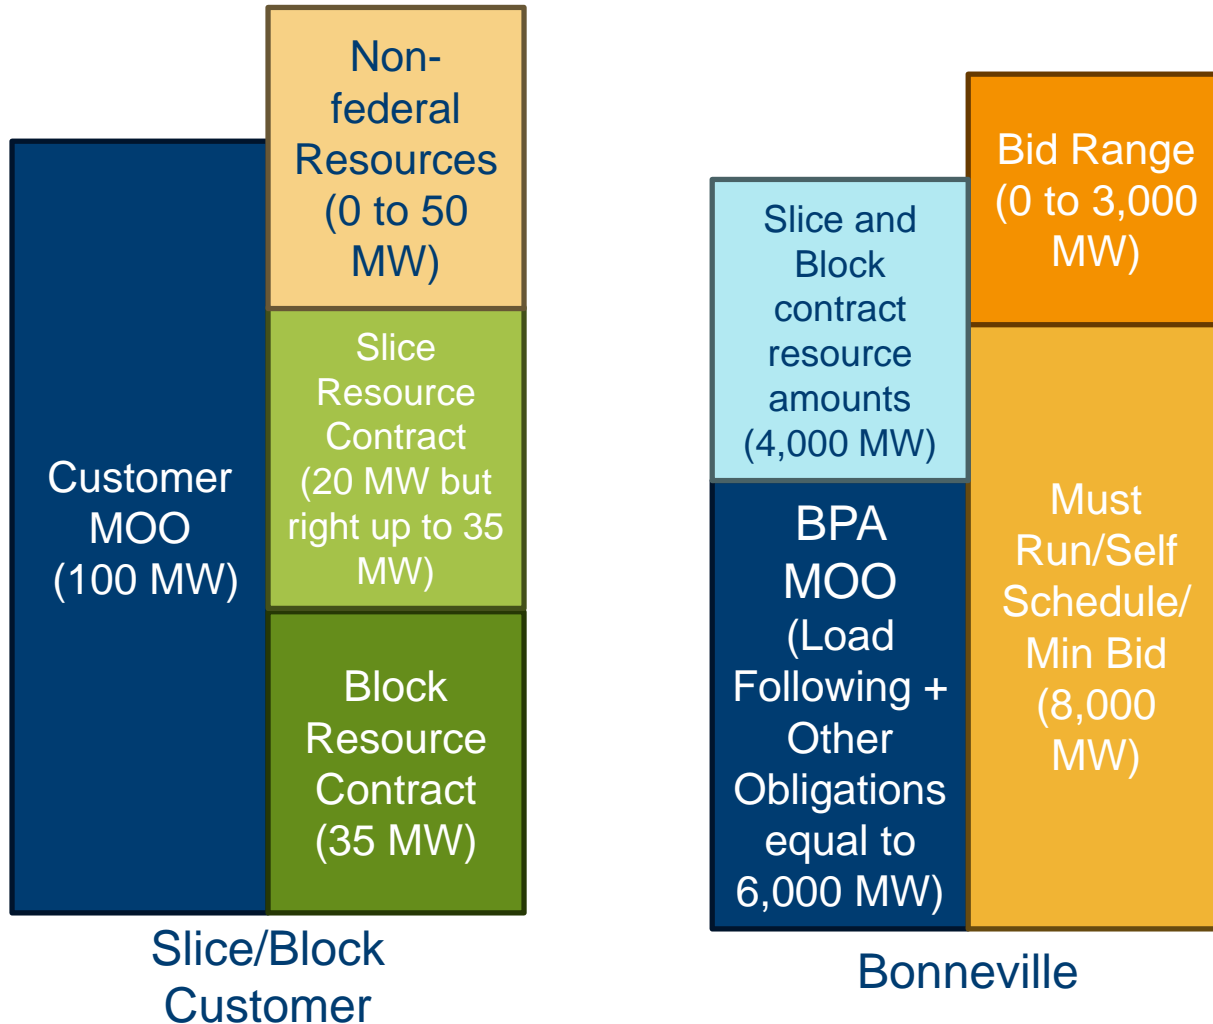 Customer
MOO
(100 MW)
Non-
federal
Resources
(0 to 50
MW)
Slice
Resource
Contract
(20 MW but
right up to 35
MW)
Block
Resource
Contract
(35 MW)
Slice/Block
Customer
Slice and
Block
contract
resource
amounts
(4,000 MW)
BPA
MOO
(Load
Following +
Other
Obligations
equal to
6,000 MW)
Bid Range
(0 to 3,000
MW)
Must
Run/Self
Schedule/
Min Bid
(8,000
MW)
Bonneville